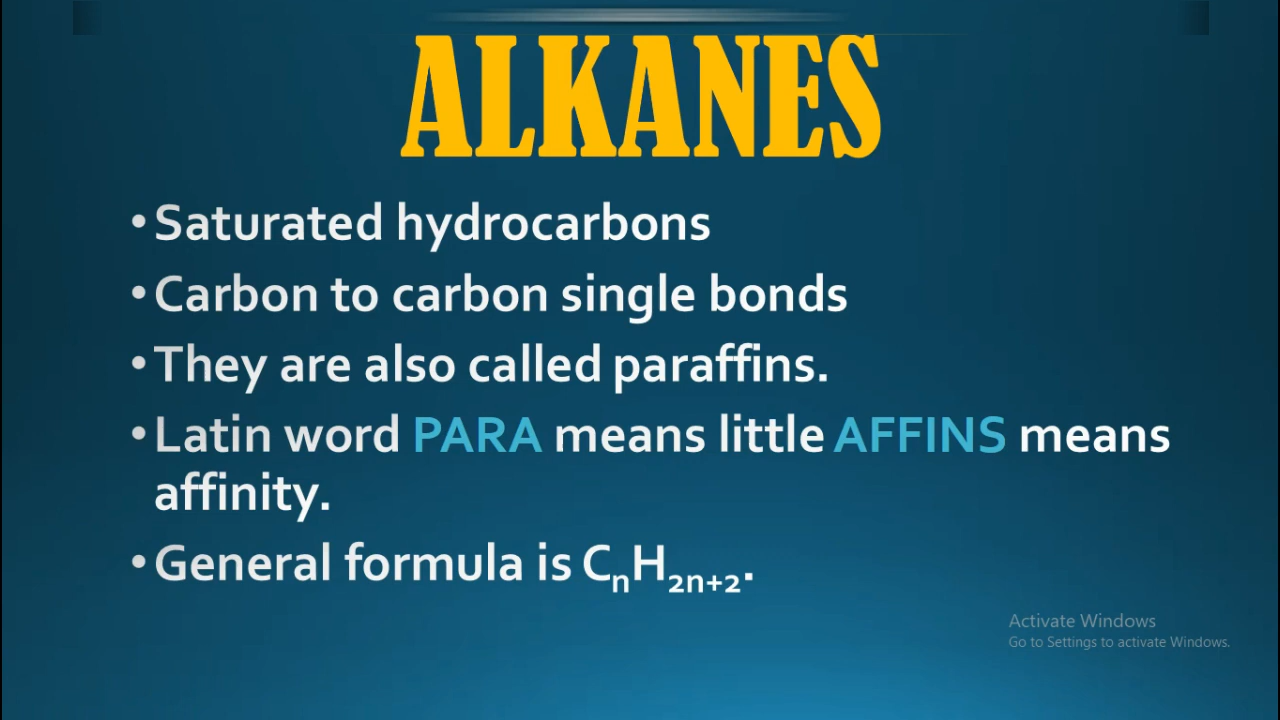 ALKANES
•Saturated hydrocarbons
•Carbon to carbon single bonds
•They are also called paraffins.
•Latin word PARA means little AFFINS means
affinity.
•General formula is CₙH₂ₙ₊₂.
Activate Windows
Go to Settings to activate Windows.